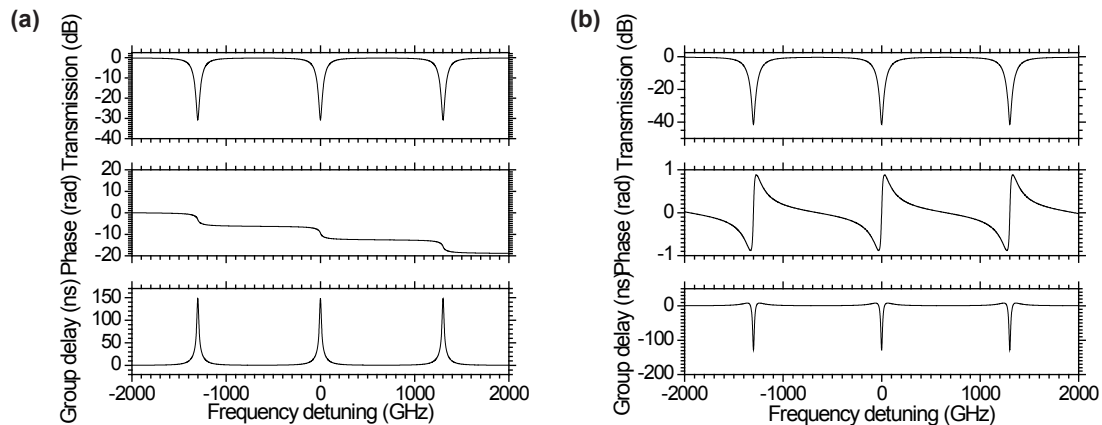 (a)
Transmission (dB)
0
-10
-20
-30
-40
Phase (rad)
20
10
0
-10
-20
Group delay (ns)
150
100
50
0
-2000 -1000 0 1000 2000
Frequency detuning (GHz)
(b)
Transmission (dB)
0
-20
-40
Phase (rad)
1
0
-1
Group delay (ns)
0
-100
-200
-2000 -1000 0 1000 2000
Frequency detuning (GHz)